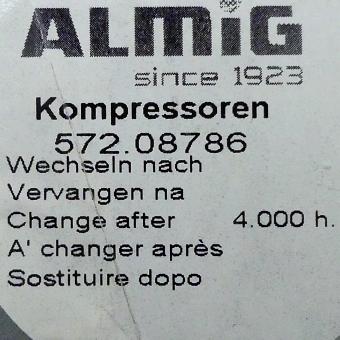 ALMiG
since 1923
Kompressoren
572.08786
Wechseln nach
Vervangen na
Change after 4.000 h.
A' changer après
Sostituire dopo